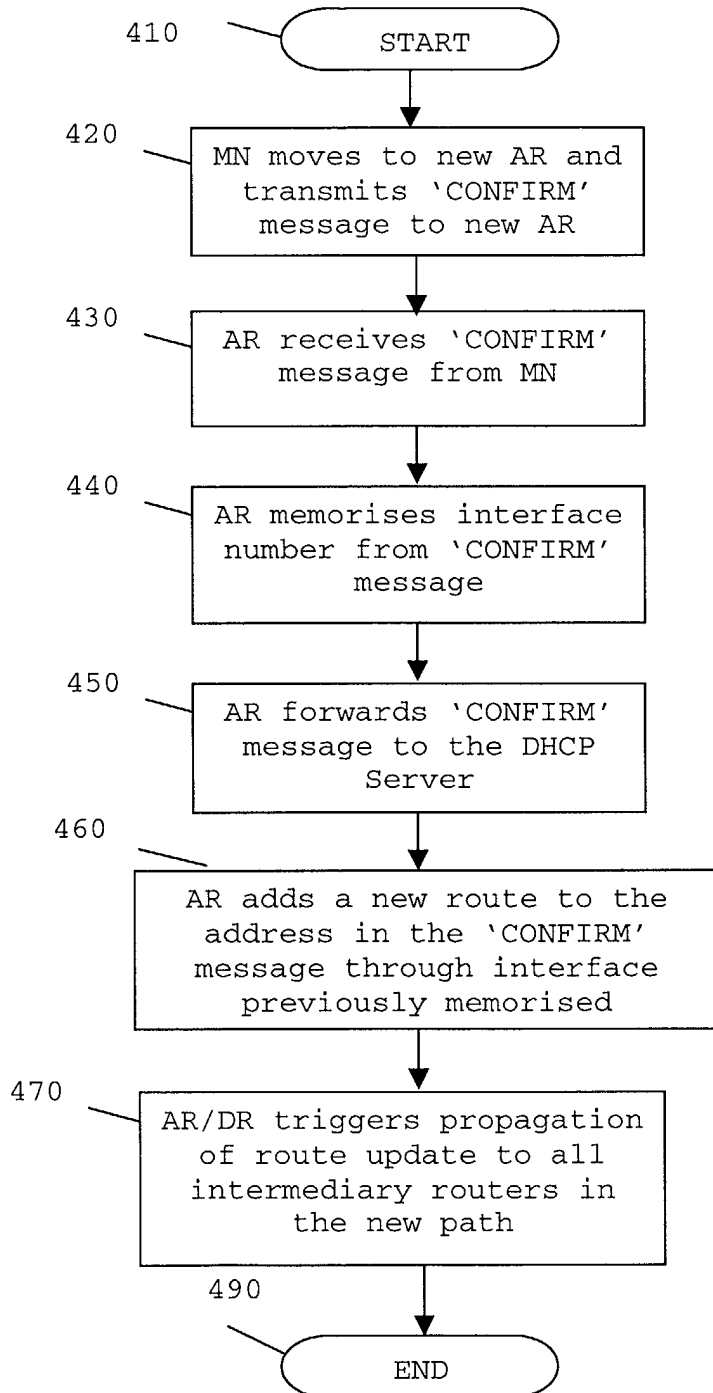 410
START
420
MN moves to new AR and
transmits ‘CONFIRM’
message to new AR
430
AR receives ‘CONFIRM’
message from MN
440
AR memorises interface
number from ‘CONFIRM’
message
450
AR forwards ‘CONFIRM’
message to the DHCP
Server
460
AR adds a new route to the
address in the ‘CONFIRM’
message through interface
previously memorised
470
AR/DR triggers propagation
of route update to all
intermediary routers in
the new path
490
END